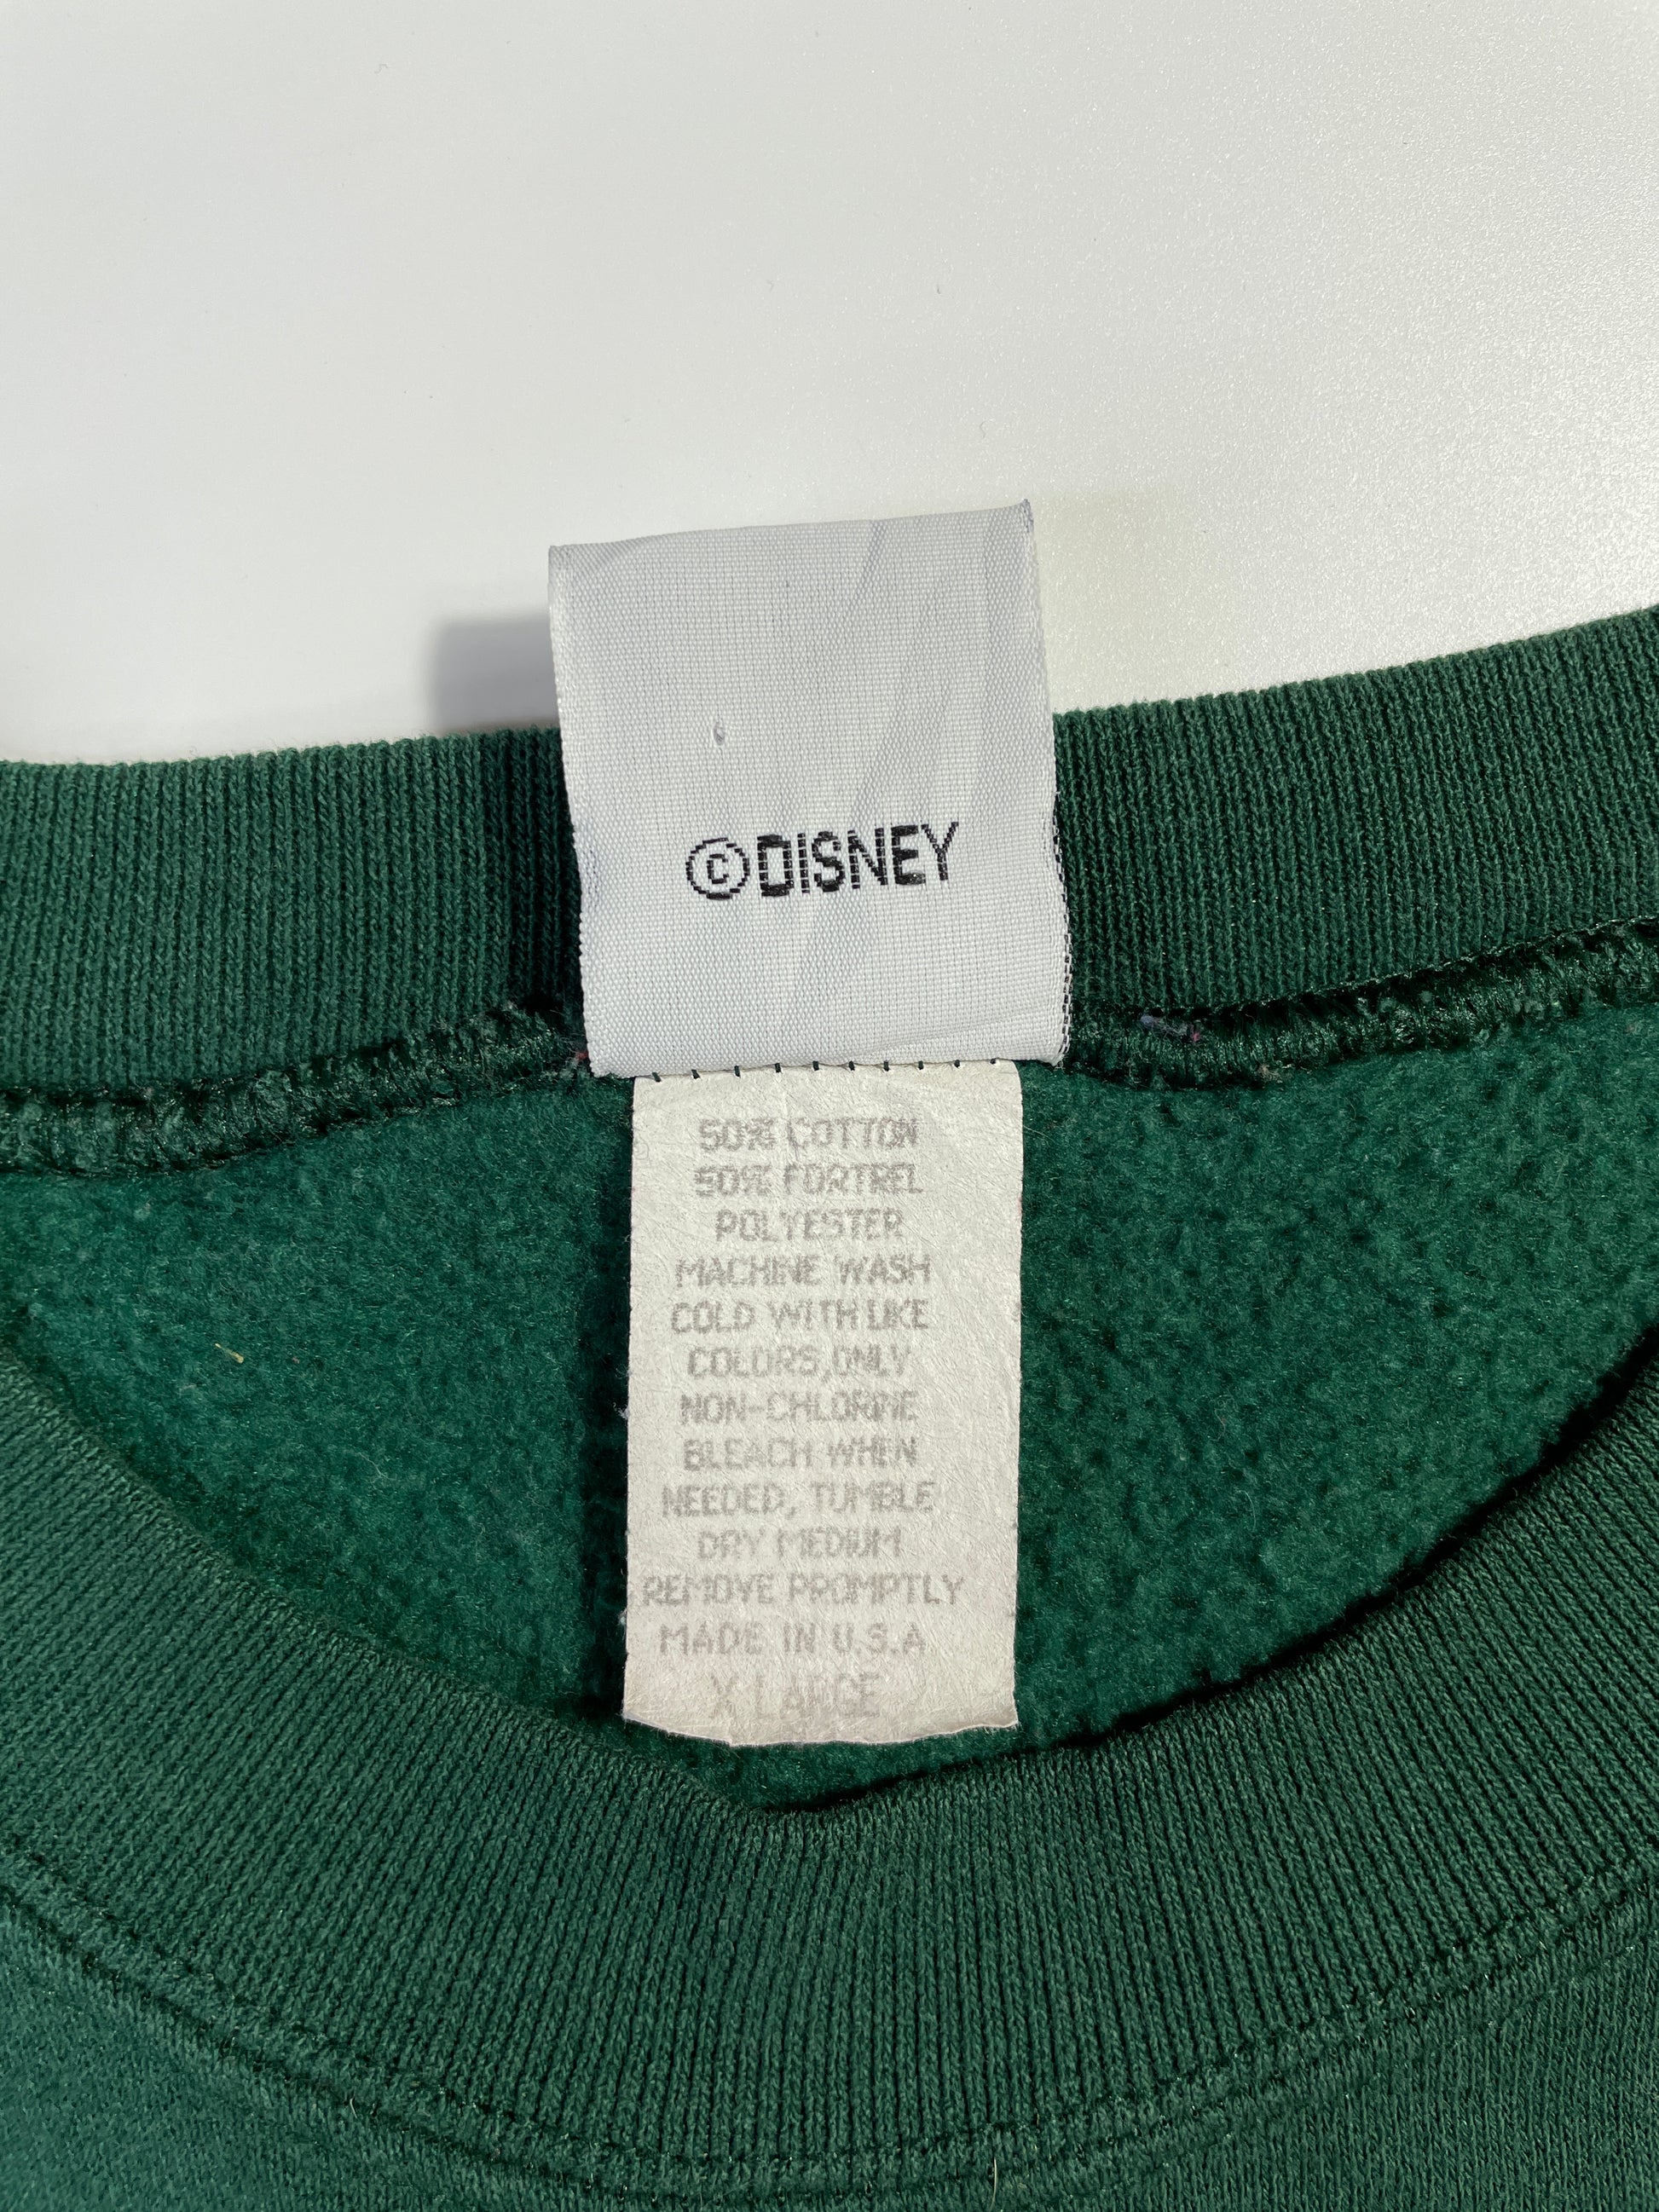 ©DISNEY
50% COTTON
50% FORTREL
POLYESTER
MACHINE WASH
COLD WITH LIKE
COLORS,ONLY
NON-CHLORINE
BLEACH WHEN
NEEDED, TUMBLE
DRY MEDIUM
REMOVE PROMPTLY
MADE IN U.S.A
X LARGE